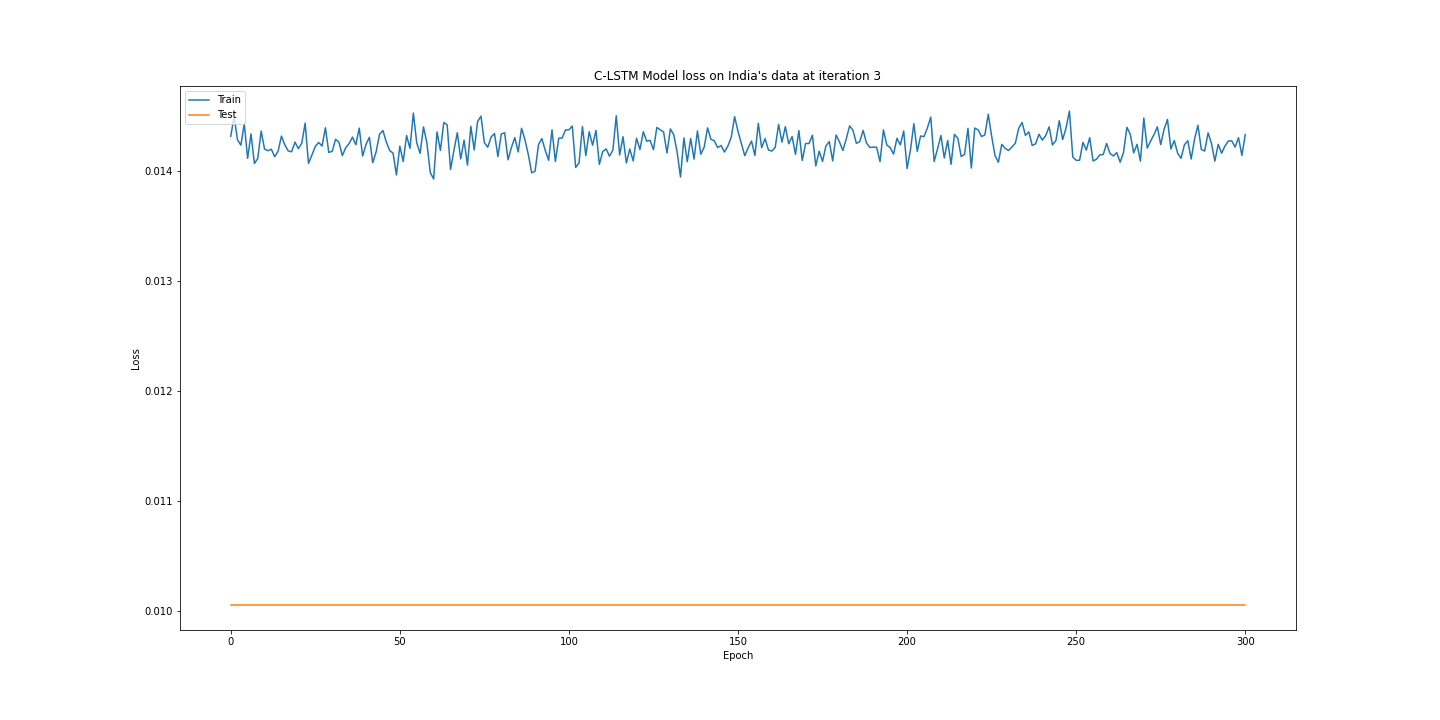 C-LSTM Model loss on India's data at iteration 3
Train
Test
0.014
0.013
0.012
0.011
0.010
Loss
0 50 100 150 200 250 300
Epoch